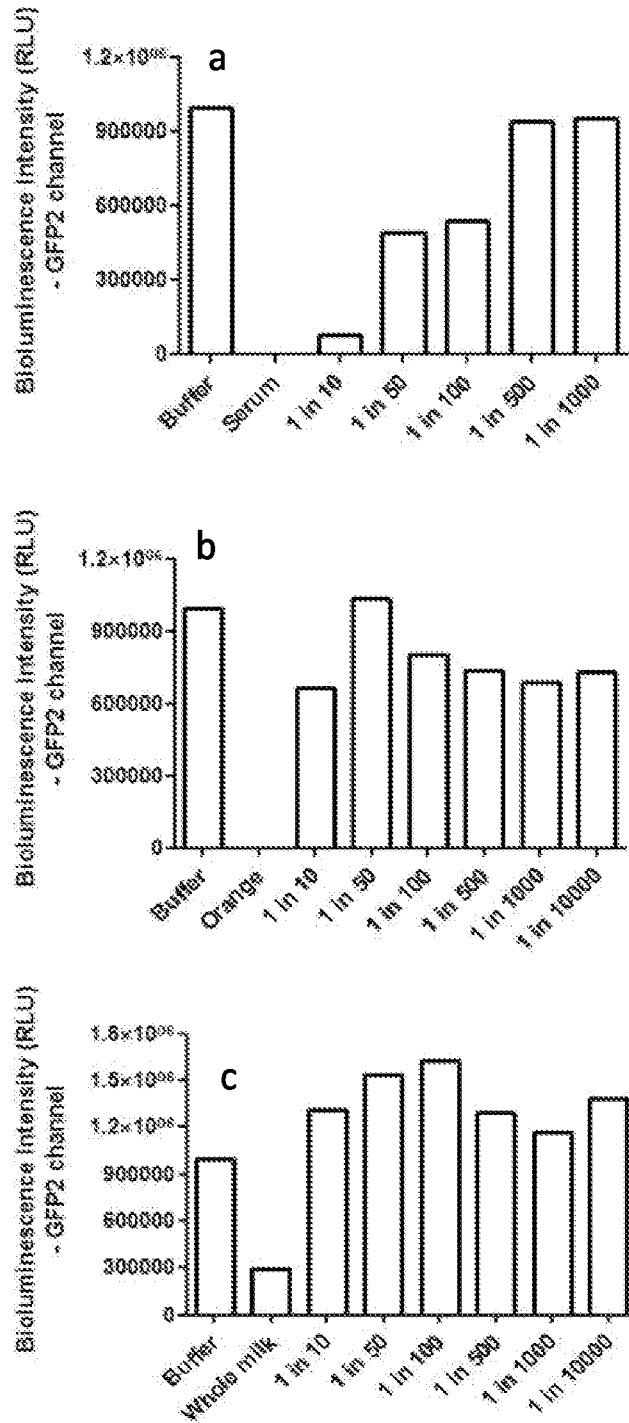 a
Bioluminescence Intensity (RLU)
- GFP2 channel
1.2×10⁰⁶
900000
600000
300000
0
Buffer
Serum
1 in 10
1 in 50
1 in 100
1 in 500
1 in 1000
b
Bioluminescence Intensity (RLU)
- GFP2 channel
1.2×10⁰⁶
900000
600000
300000
0
Buffer
Orange
1 in 10
1 in 50
1 in 100
1 in 500
1 in 1000
1 in 10000
c
Bioluminescence Intensity (RLU)
- GFP2 channel
1.8×10⁰⁶
1.5×10⁰⁶
1.2×10⁰⁶
900000
600000
300000
0
Buffer
Whole milk
1 in 10
1 in 50
1 in 100
1 in 500
1 in 1000
1 in 10000